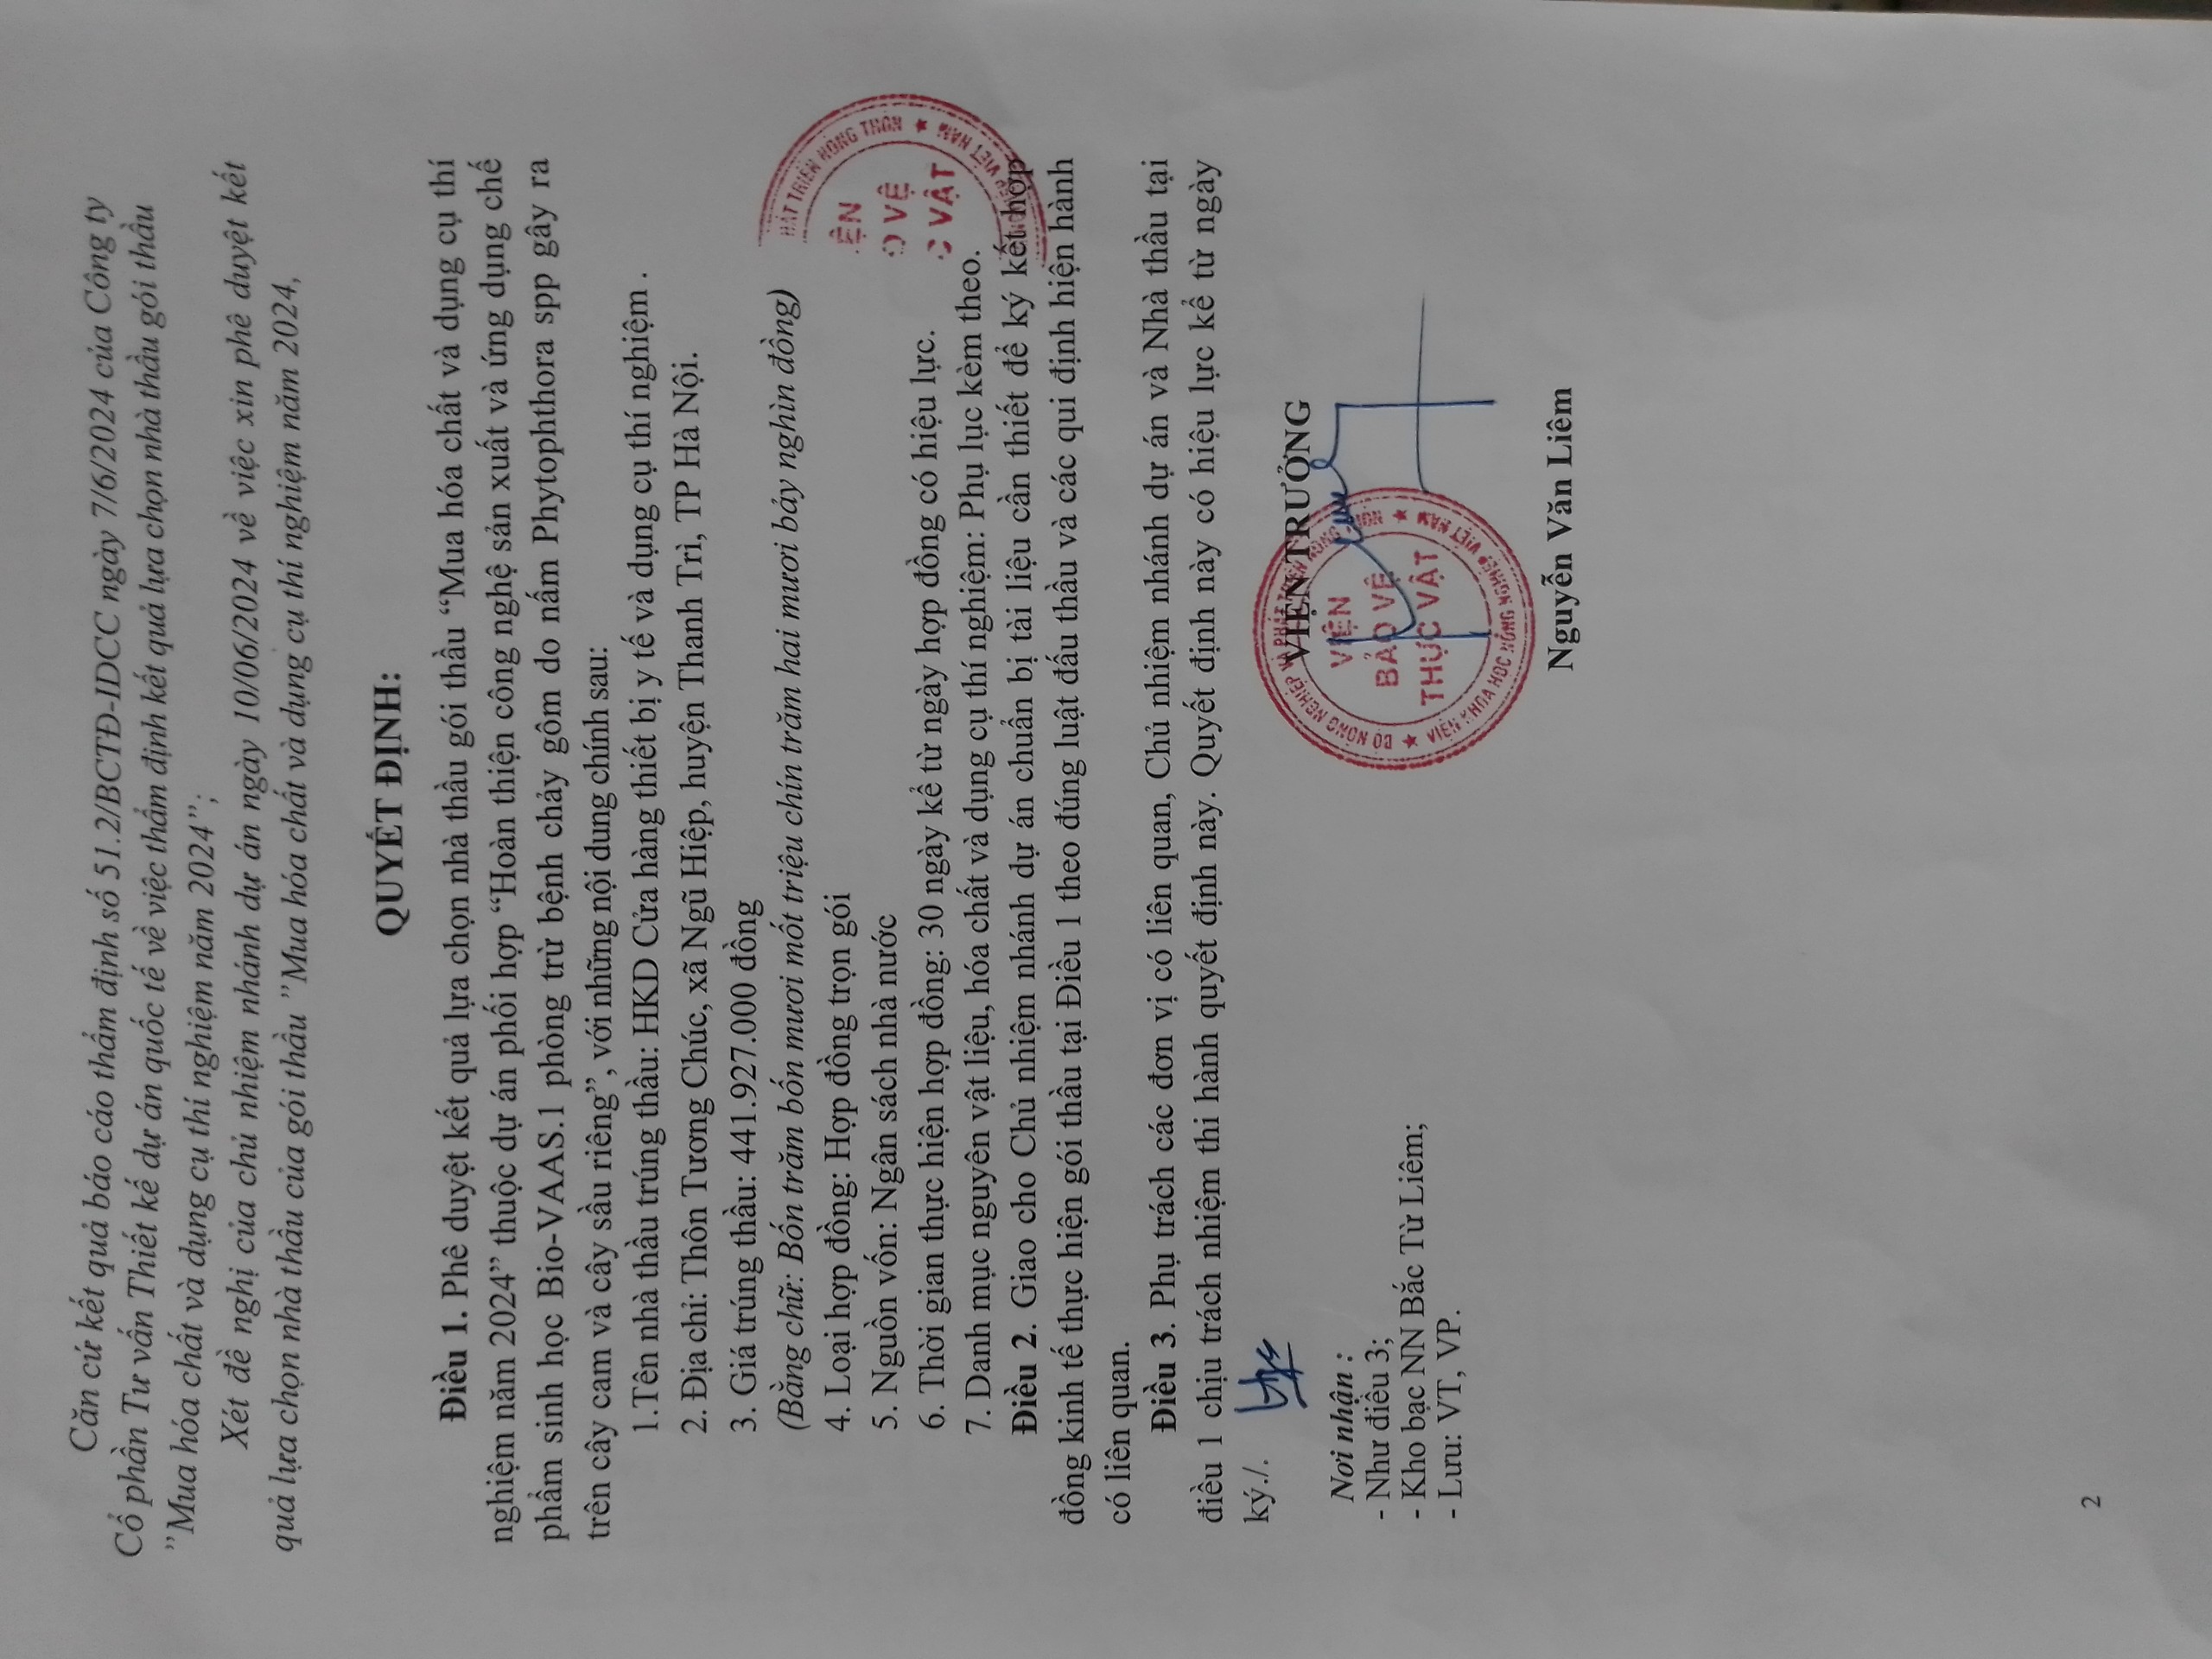 Căn cứ kết quả báo cáo thẩm định số 51.2/BCTĐ-IDCC ngày 7/6/2024 của Công ty
Cổ phần Tư vấn Thiết kế dự án quốc tế về việc thẩm định kết quả lựa chọn nhà thầu gói thầu
”Mua hóa chất và dụng cụ thí nghiệm năm 2024”;
Xét đề nghị của chủ nhiệm nhánh dự án ngày 10/06/2024 về việc xin phê duyệt kết
quả lựa chọn nhà thầu của gói thầu ”Mua hóa chất và dụng cụ thí nghiệm năm 2024,
QUYẾT ĐỊNH:
Điều 1. Phê duyệt kết quả lựa chọn nhà thầu gói thầu “Mua hóa chất và dụng cụ thí
nghiệm năm 2024” thuộc dự án phối hợp “Hoàn thiện công nghệ sản xuất và ứng dụng chế
phẩm sinh học Bio-VAAS.1 phòng trừ bệnh chảy gôm do nấm Phytophthora spp gây ra
trên cây cam và cây sầu riêng”, với những nội dung chính sau:
1.Tên nhà thầu trúng thầu: HKD Cửa hàng thiết bị y tế và dụng cụ thí nghiệm .
2. Địa chỉ: Thôn Tương Chúc, xã Ngũ Hiệp, huyện Thanh Trì, TP Hà Nội.
3. Giá trúng thầu: 441.927.000 đồng
(Bằng chữ: Bốn trăm bốn mươi mốt triệu chín trăm hai mươi bảy nghìn đồng)
4. Loại hợp đồng: Hợp đồng trọn gói
5. Nguồn vốn: Ngân sách nhà nước
6. Thời gian thực hiện hợp đồng: 30 ngày kể từ ngày hợp đồng có hiệu lực.
7. Danh mục nguyên vật liệu, hóa chất và dụng cụ thí nghiệm: Phụ lục kèm theo.
PHÁT TRIỂN NÔNG THÔN ★
VIỆT NAM
VỆ
VẬT
Điều 2. Giao cho Chủ nhiệm nhánh dự án chuẩn bị tài liệu cần thiết để ký kết hợp
đồng kinh tế thực hiện gói thầu tại Điều 1 theo đúng luật đấu thầu và các qui định hiện hành
có liên quan.
Điều 3. Phụ trách các đơn vị có liên quan, Chủ nhiệm nhánh dự án và Nhà thầu tại
điều 1 chịu trách nhiệm thi hành quyết định này. Quyết định này có hiệu lực kể từ ngày
ký./.
Nơi nhận :
- Như điều 3;
- Kho bạc NN Bắc Từ Liêm;
- Lưu: VT, VP.
VIỆN TRƯỞNG
BỘ NÔNG NGHIỆP VÀ PHÁT TRIỂN NÔNG THÔN
VIỆN
BẢO VỆ
THỰC VẬT
★ VIỆN KHOA HỌC NÔNG NGHIỆP VIỆT NAM ★
Nguyễn Văn Liêm
2